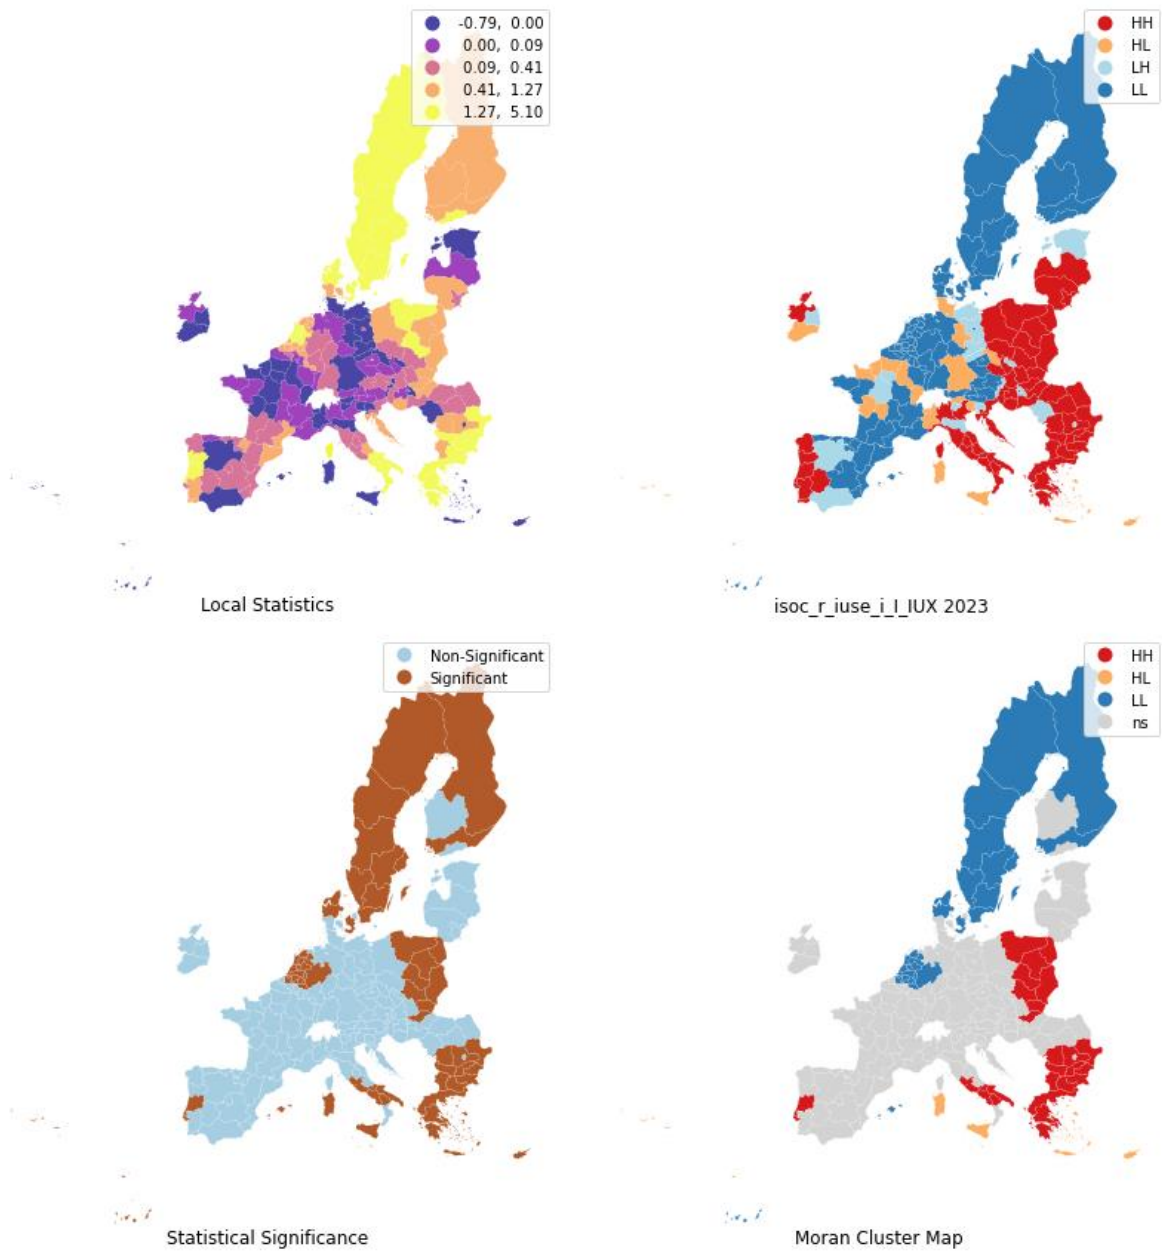 -0.79, 0.00
0.00, 0.09
0.09, 0.41
0.41, 1.27
1.27, 5.10
Local Statistics
HH
HL
LH
LL
isoc_r_iuse_i_I_IUX 2023
Non-Significant
Significant
Statistical Significance
HH
HL
LL
ns
Moran Cluster Map